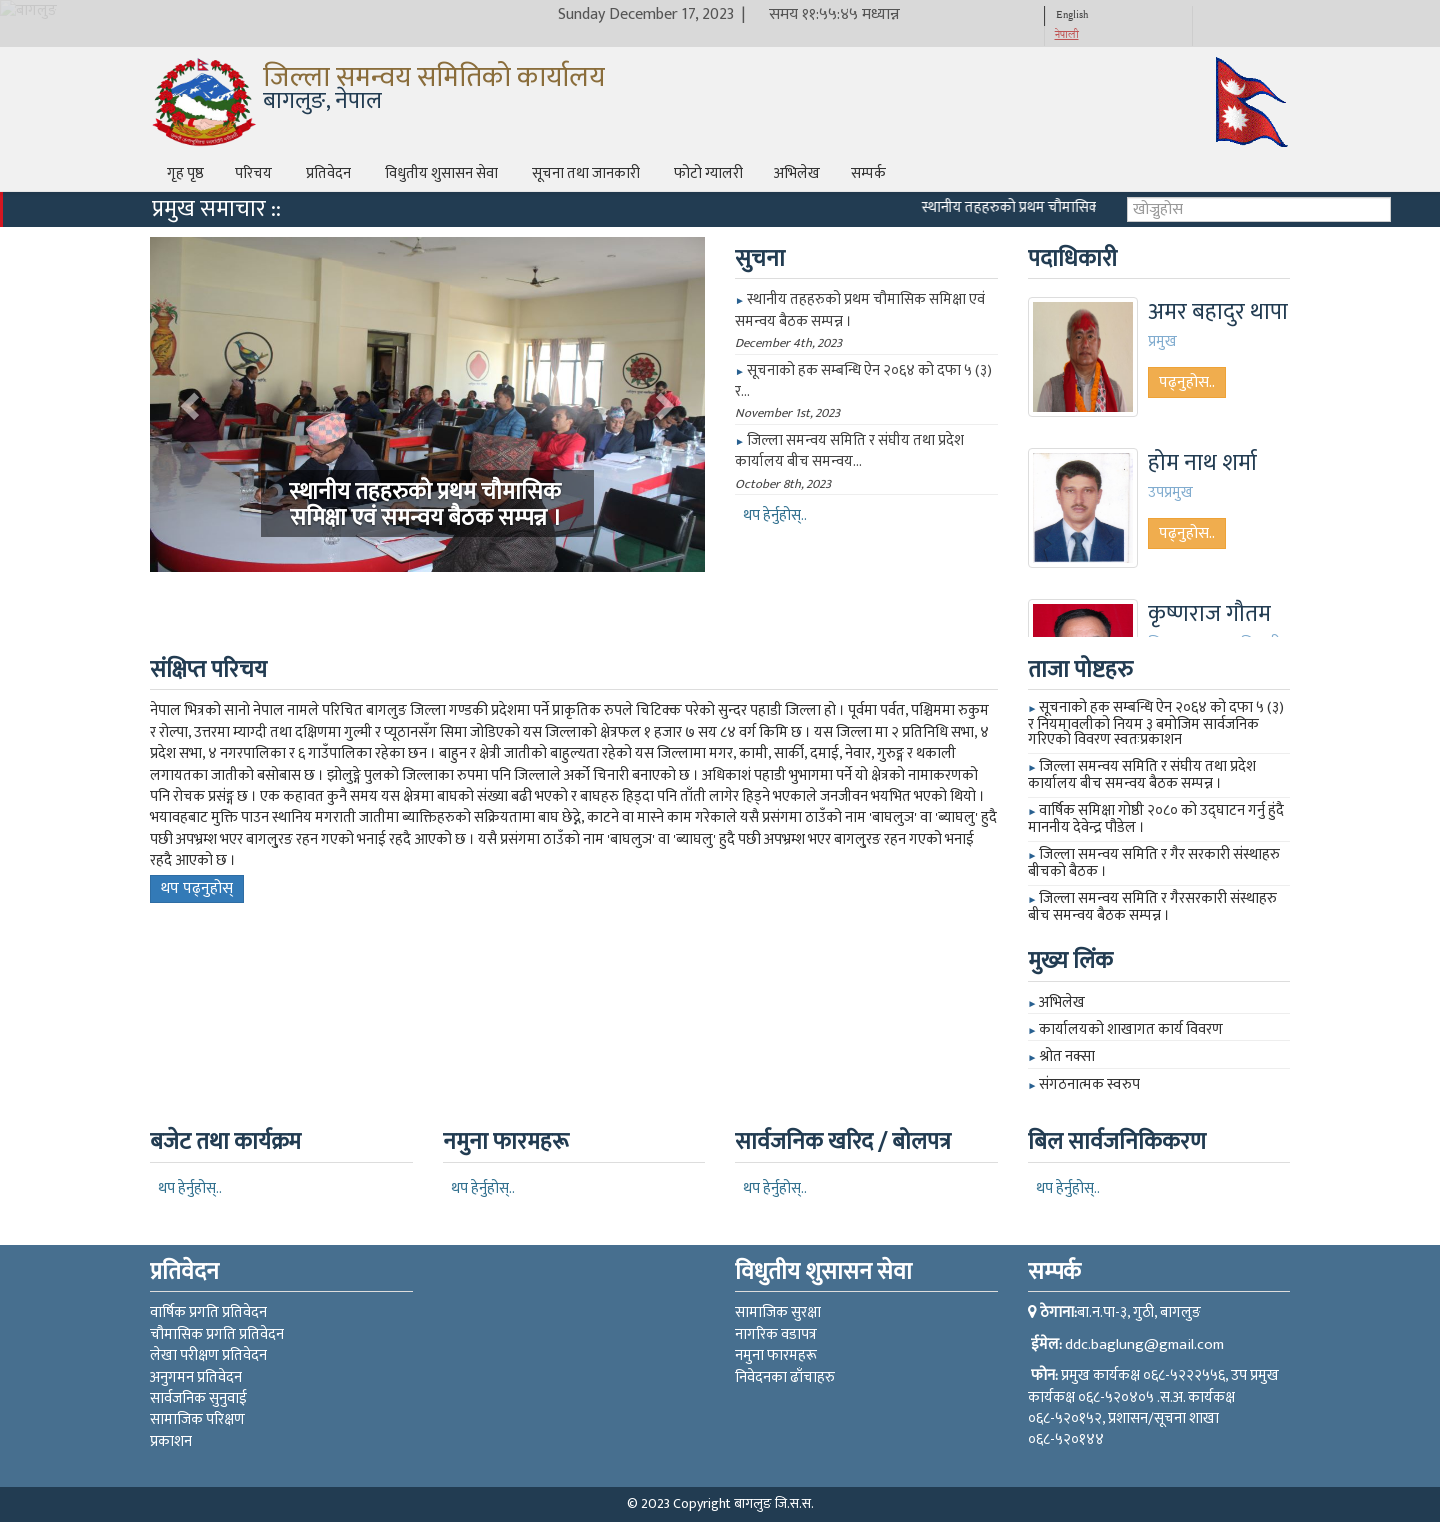 बागलुङ
Sunday December 17, 2023 | समय ११:५५:४५ मध्यान्न
English
नेपाली
जिल्ला समन्वय समितिको कार्यालय
बागलुङ, नेपाल
गृह पृष्ठ परिचय प्रतिवेदन विधुतीय शुसासन सेवा सूचना तथा जानकारी फोटो ग्यालरी अभिलेख सम्पर्क
प्रमुख समाचार ::
स्थानीय तहहरुको प्रथम चौमासिक
खोज्नुहोस
स्थानीय तहहरुको प्रथम चौमासिक
समिक्षा एवं समन्वय बैठक सम्पन्न ।
सुचना
► स्थानीय तहहरुको प्रथम चौमासिक समिक्षा एवं
समन्वय बैठक सम्पन्न ।
December 4th, 2023
► सूचनाको हक सम्बन्धि ऐन २०६४ को दफा ५ (३)
र...
November 1st, 2023
► जिल्ला समन्वय समिति र संघीय तथा प्रदेश
कार्यालय बीच समन्वय...
October 8th, 2023
थप हेर्नुहोस्..
पदाधिकारी
अमर बहादुर थापा
प्रमुख
पढ्नुहोस..
होम नाथ शर्मा
उपप्रमुख
पढ्नुहोस..
कृष्णराज गौतम
संक्षिप्त परिचय
नेपाल भित्रको सानो नेपाल नामले परिचित बागलुङ जिल्ला गण्डकी प्रदेशमा पर्ने प्राकृतिक रुपले चिटिक्क परेको सुन्दर पहाडी जिल्ला हो । पूर्वमा पर्वत, पश्चिममा रुकुम
र रोल्पा, उत्तरमा म्याग्दी तथा दक्षिणमा गुल्मी र प्यूठानसँग सिमा जोडिएको यस जिल्लाको क्षेत्रफल १ हजार ७ सय ८४ वर्ग किमि छ । यस जिल्ला मा २ प्रतिनिधि सभा, ४
प्रदेश सभा, ४ नगरपालिका र ६ गाउँपालिका रहेका छन । बाहुन र क्षेत्री जातीको बाहुल्यता रहेको यस जिल्लामा मगर, कामी, सार्की, दमाई, नेवार, गुरुङ्ग र थकाली
लगायतका जातीको बसोबास छ । झोलुङ्गे पुलको जिल्लाका रुपमा पनि जिल्लाले अर्को चिनारी बनाएको छ । अधिकाशं पहाडी भुभागमा पर्ने यो क्षेत्रको नामाकरणको
पनि रोचक प्रसंङ्ग छ । एक कहावत कुनै समय यस क्षेत्रमा बाघको संख्या बढी भएको र बाघहरु हिड्दा पनि ताँती लागेर हिड्ने भएकाले जनजीवन भयभित भएको थियो ।
भयावहबाट मुक्ति पाउन स्थानिय मगराती जातीमा ब्याक्तिहरुको सक्रियतामा बाघ छेड्ने, काटने वा मास्ने काम गरेकाले यसै प्रसंगमा ठाउँको नाम 'बाघलुञ' वा 'ब्याघलु' हुदै
पछी अपभ्रम्श भएर बागलु्रङ रहन गएको भनाई रहदै आएको छ । यसै प्रसंगमा ठाउँको नाम 'बाघलुञ' वा 'ब्याघलु' हुदै पछी अपभ्रम्श भएर बागलु्रङ रहन गएको भनाई
रहदै आएको छ ।
थप पढ्नुहोस्
ताजा पोष्टहरु
► सूचनाको हक सम्बन्धि ऐन २०६४ को दफा ५ (३)
र नियमावलीको नियम ३ बमोजिम सार्वजनिक
गरिएको विवरण स्वतःप्रकाशन
► जिल्ला समन्वय समिति र संघीय तथा प्रदेश
कार्यालय बीच समन्वय बैठक सम्पन्न ।
► वार्षिक समिक्षा गोष्ठी २०८० को उद्घाटन गर्नु हुंदै
माननीय देवेन्द्र पौडेल ।
► जिल्ला समन्वय समिति र गैर सरकारी संस्थाहरु
बीचको बैठक ।
► जिल्ला समन्वय समिति र गैरसरकारी संस्थाहरु
बीच समन्वय बैठक सम्पन्न ।
मुख्य लिंक
► अभिलेख
► कार्यालयको शाखागत कार्य विवरण
► श्रोत नक्सा
► संगठनात्मक स्वरुप
बजेट तथा कार्यक्रम
थप हेर्नुहोस्..
नमुना फारमहरू
थप हेर्नुहोस्..
सार्वजनिक खरिद / बोलपत्र
थप हेर्नुहोस्..
बिल सार्वजनिकिकरण
थप हेर्नुहोस्..
प्रतिवेदन
वार्षिक प्रगति प्रतिवेदन
चौमासिक प्रगति प्रतिवेदन
लेखा परीक्षण प्रतिवेदन
अनुगमन प्रतिवेदन
सार्वजनिक सुनुवाई
सामाजिक परिक्षण
प्रकाशन
विधुतीय शुसासन सेवा
सामाजिक सुरक्षा
नागरिक वडापत्र
नमुना फारमहरू
निवेदनका ढाँचाहरु
सम्पर्क
ठेगाना:बा.न.पा-३, गुठी, बागलुङ
ईमेल: ddc.baglung@gmail.com
फोन: प्रमुख कार्यकक्ष ०६८-५२२२५५६, उप प्रमुख
कार्यकक्ष ०६८-५२०४०५ .स.अ. कार्यकक्ष
०६८-५२०१५२, प्रशासन/सूचना शाखा
०६८-५२०१४४
© 2023 Copyright बागलुङ जि.स.स.